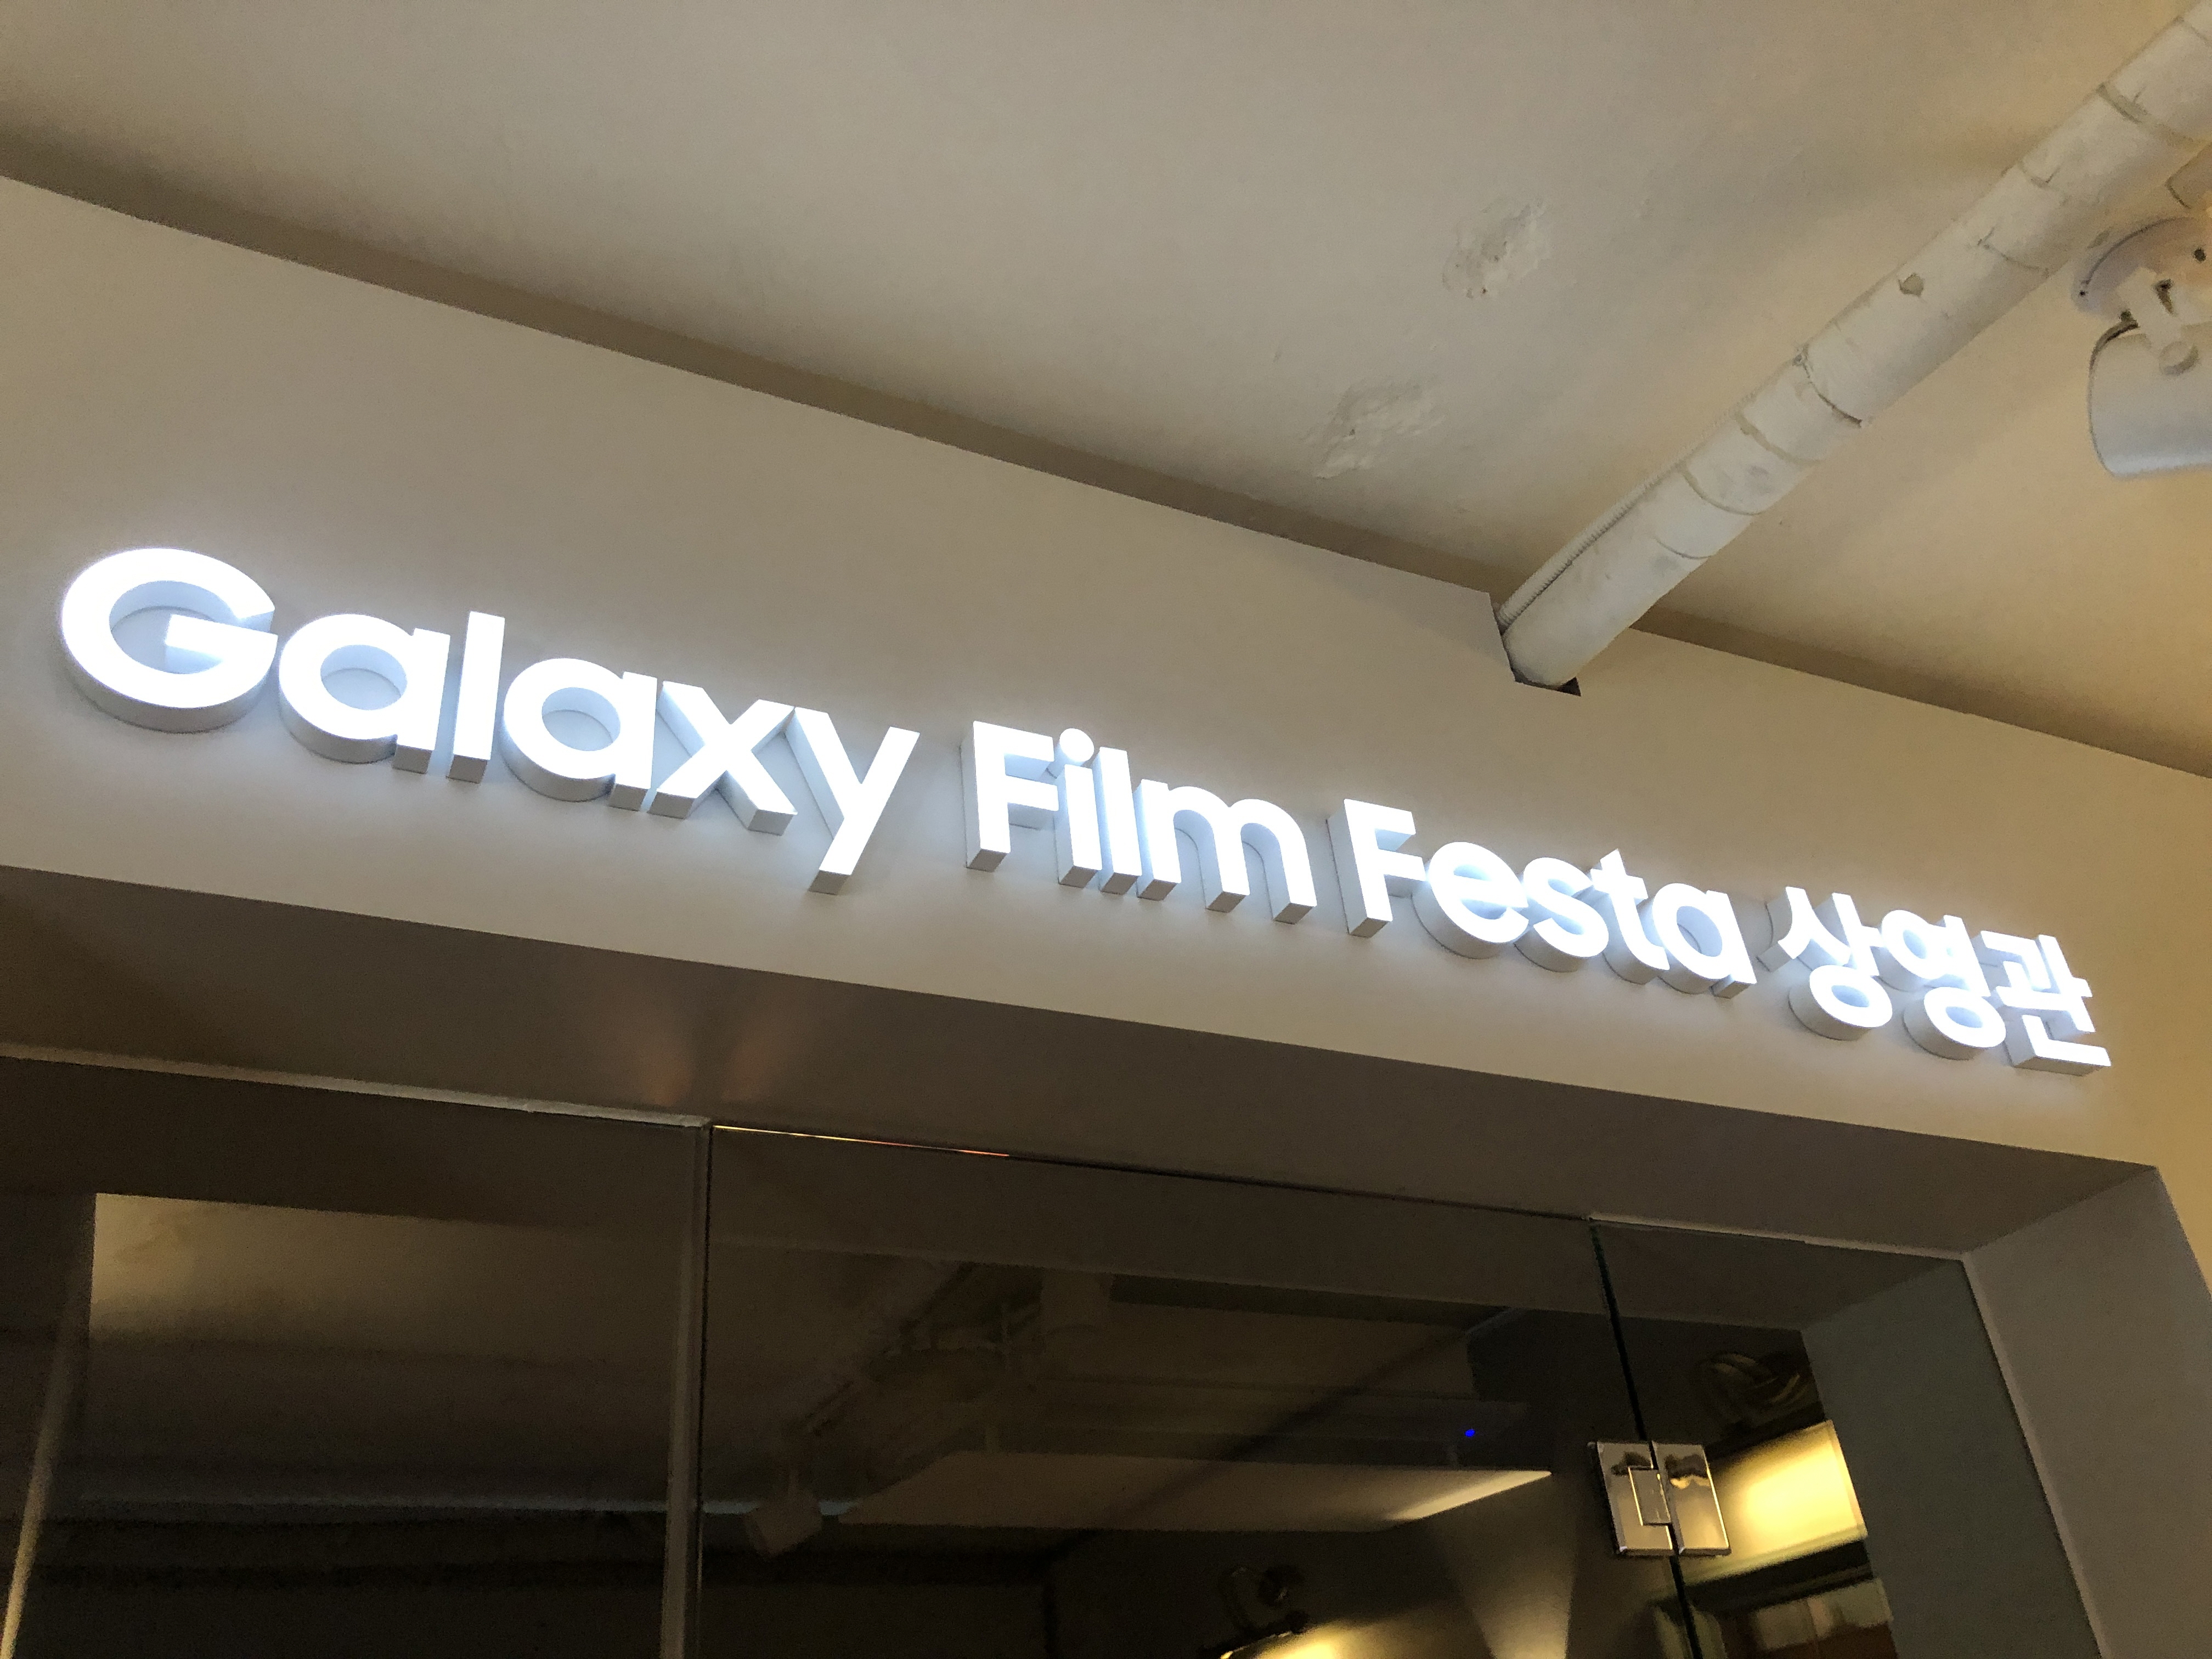 Galaxy Film Festa 상영관